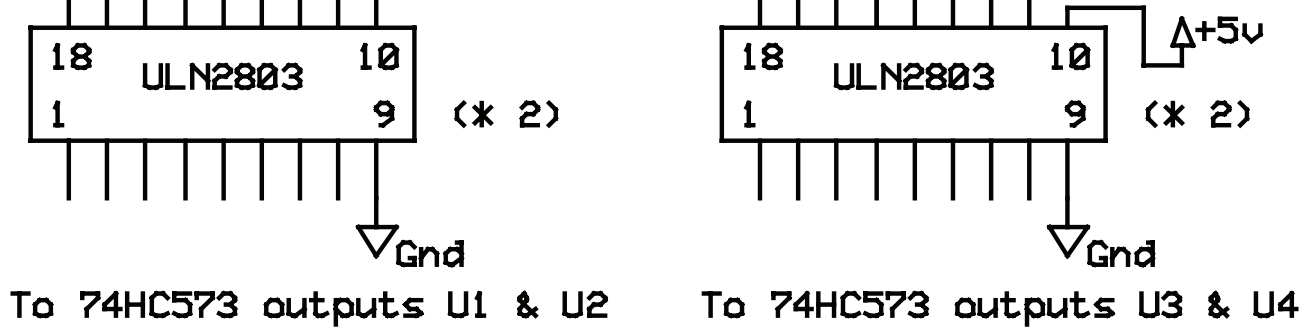 18 10 18 10 +5v
ULN2803 ULN2803
1 9 (* 2) 1 9 (* 2)
Gnd Gnd
To 74HC573 outputs U1 & U2 To 74HC573 outputs U3 & U4